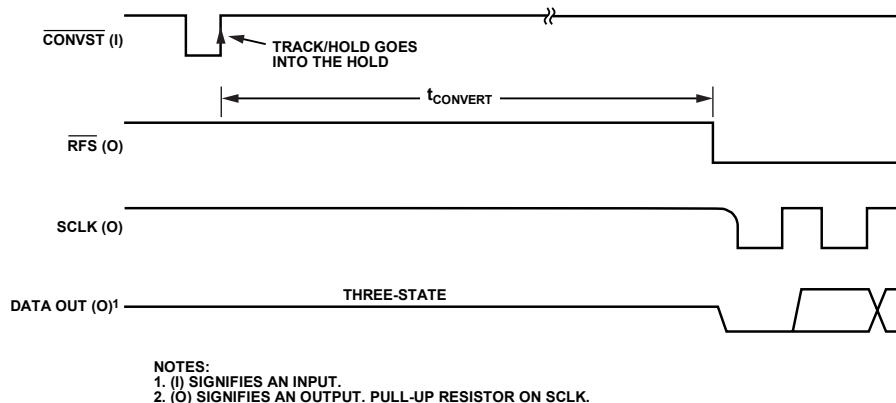 CONVST (I)
TRACK/HOLD GOES
INTO THE HOLD
tCONVERT
RFS (O)
SCLK (O)
THREE-STATE
DATA OUT (O)1
NOTES:
1. (I) SIGNIFIES AN INPUT.
2. (O) SIGNIFIES AN OUTPUT. PULL-UP RESISTOR ON SCLK.